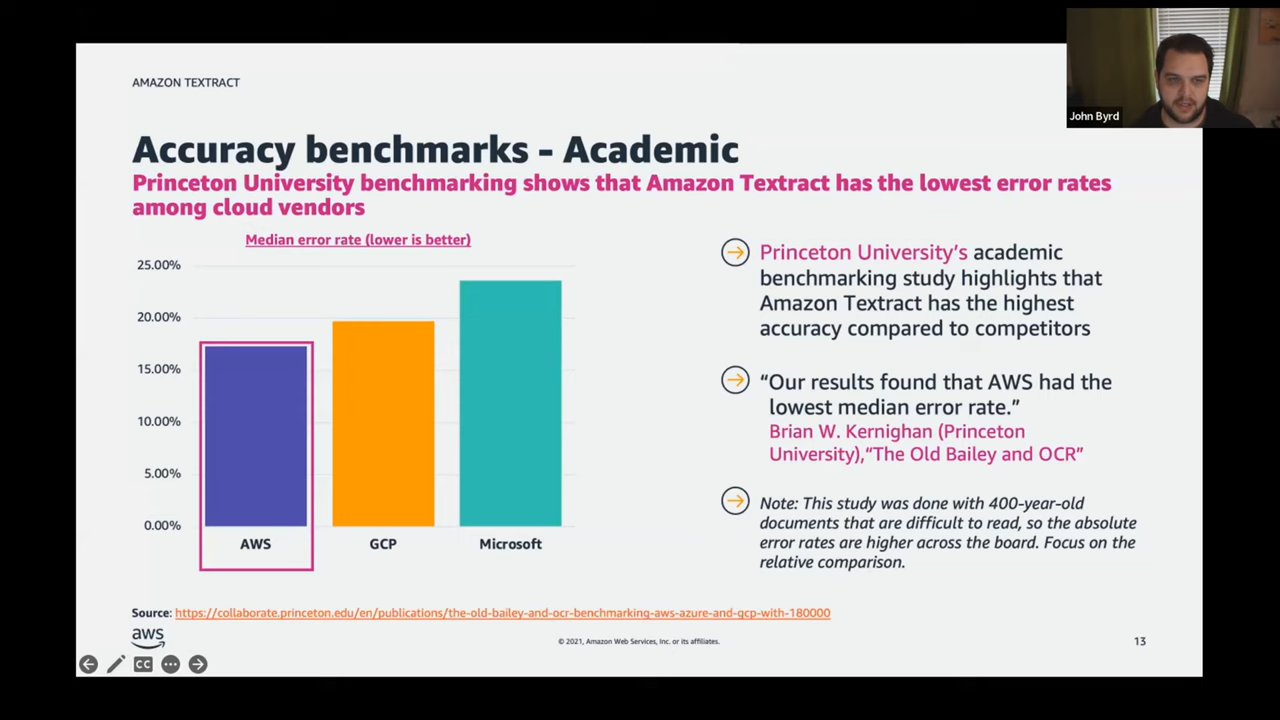 AMAZON TEXTRACT
John Byrd
Accuracy benchmarks - Academic
Princeton University benchmarking shows that Amazon Textract has the lowest error rates
among cloud vendors
Median error rate (lower is better)
25.00%
20.00%
15.00%
10.00%
5.00%
0.00%
AWS
GCP
Microsoft
Princeton University’s academic
benchmarking study highlights that
Amazon Textract has the highest
accuracy compared to competitors
“Our results found that AWS had the
lowest median error rate.”
Brian W. Kernighan (Princeton
University),“The Old Bailey and OCR”
Note: This study was done with 400-year-old
documents that are difficult to read, so the absolute
error rates are higher across the board. Focus on the
relative comparison.
Source: https://collaborate.princeton.edu/en/publications/the-old-bailey-and-ocr-benchmarking-aws-azure-and-gcp-with-180000
aws
© 2021, Amazon Web Services, Inc. or its affiliates.
13
CC